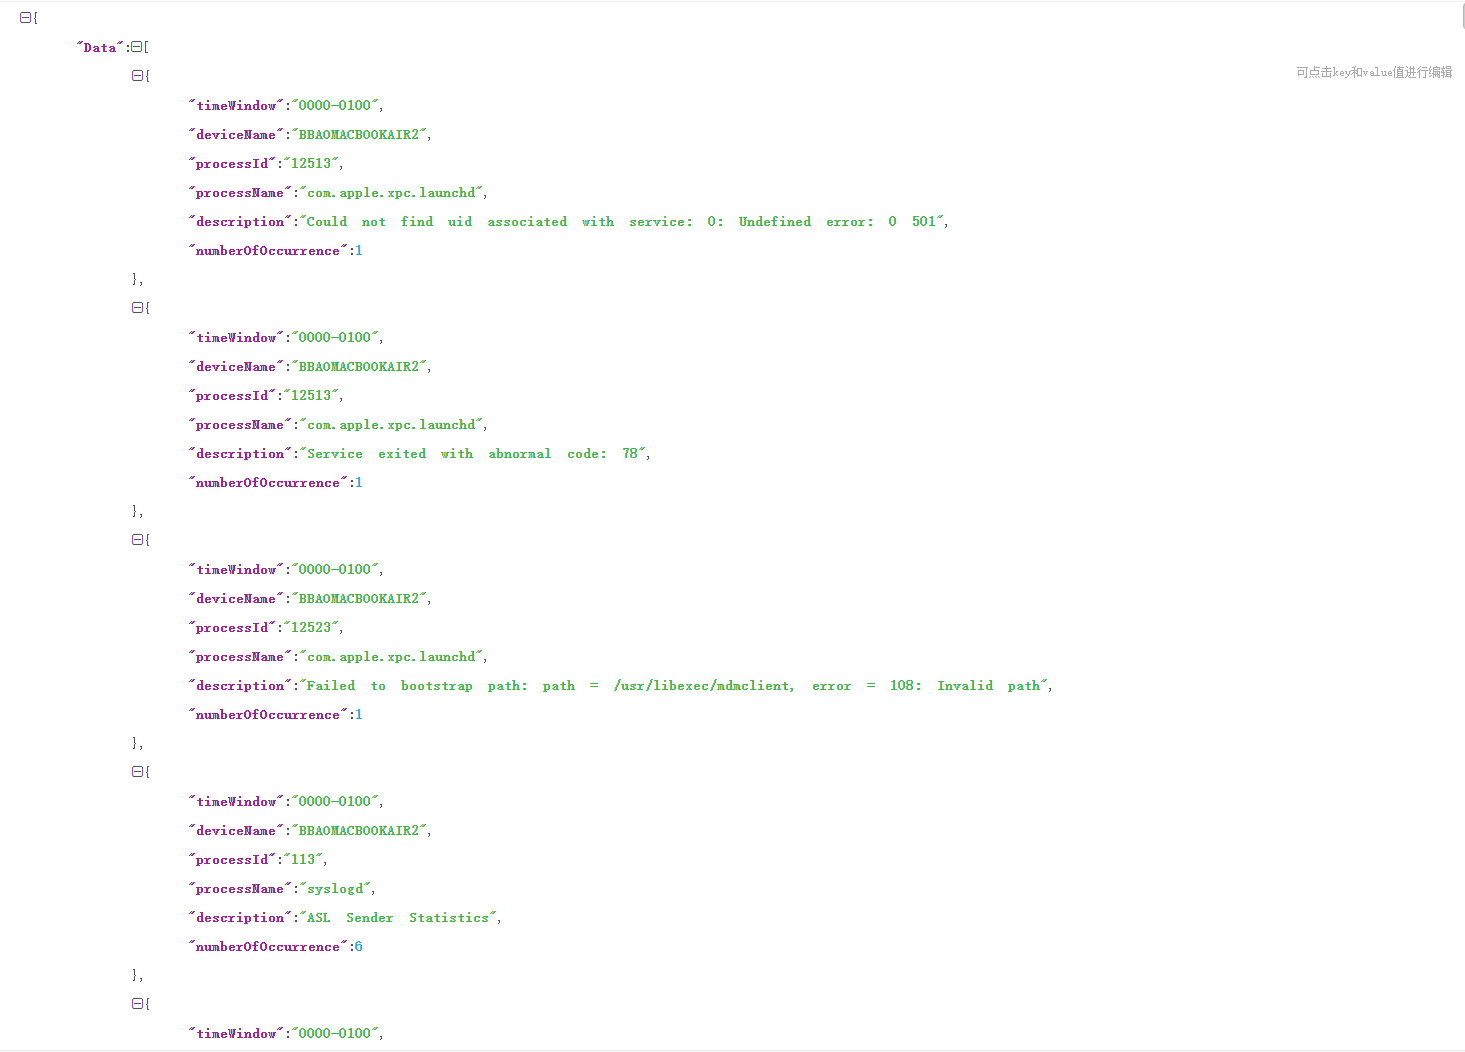 {
"Data":[
{
可点击key和value值进行编辑
"timeWindow":"0000-0100",
"deviceName":"BBAOMACBOOKAIR2",
"processId":"12513",
"processName":"com.apple.xpc.launchd",
"description":"Could not find uid associated with service: 0: Undefined error: 0 501",
"numberOfOccurrence":1
},
{
"timeWindow":"0000-0100",
"deviceName":"BBAOMACBOOKAIR2",
"processId":"12513",
"processName":"com.apple.xpc.launchd",
"description":"Service exited with abnormal code: 78",
"numberOfOccurrence":1
},
{
"timeWindow":"0000-0100",
"deviceName":"BBAOMACBOOKAIR2",
"processId":"12523",
"processName":"com.apple.xpc.launchd",
"description":"Failed to bootstrap path: path = /usr/libexec/mdmclient, error = 108: Invalid path",
"numberOfOccurrence":1
},
{
"timeWindow":"0000-0100",
"deviceName":"BBAOMACBOOKAIR2",
"processId":"113",
"processName":"syslogd",
"description":"ASL Sender Statistics",
"numberOfOccurrence":6
},
{
"timeWindow":"0000-0100",